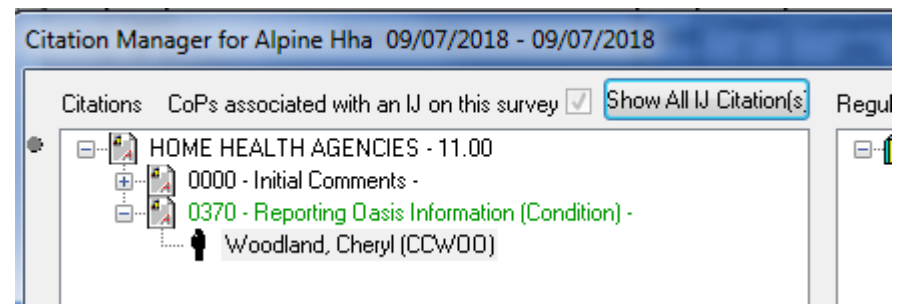 Citation Manager for Alpine Hha 09/07/2018 - 09/07/2018
Citations CoPs associated with an IJ on this survey Show All IJ Citation(s)
HOME HEALTH AGENCIES - 11.00
0000 - Initial Comments -
0370 - Reporting Oasis Information (Condition) -
Woodland, Cheryl (CCWOO)